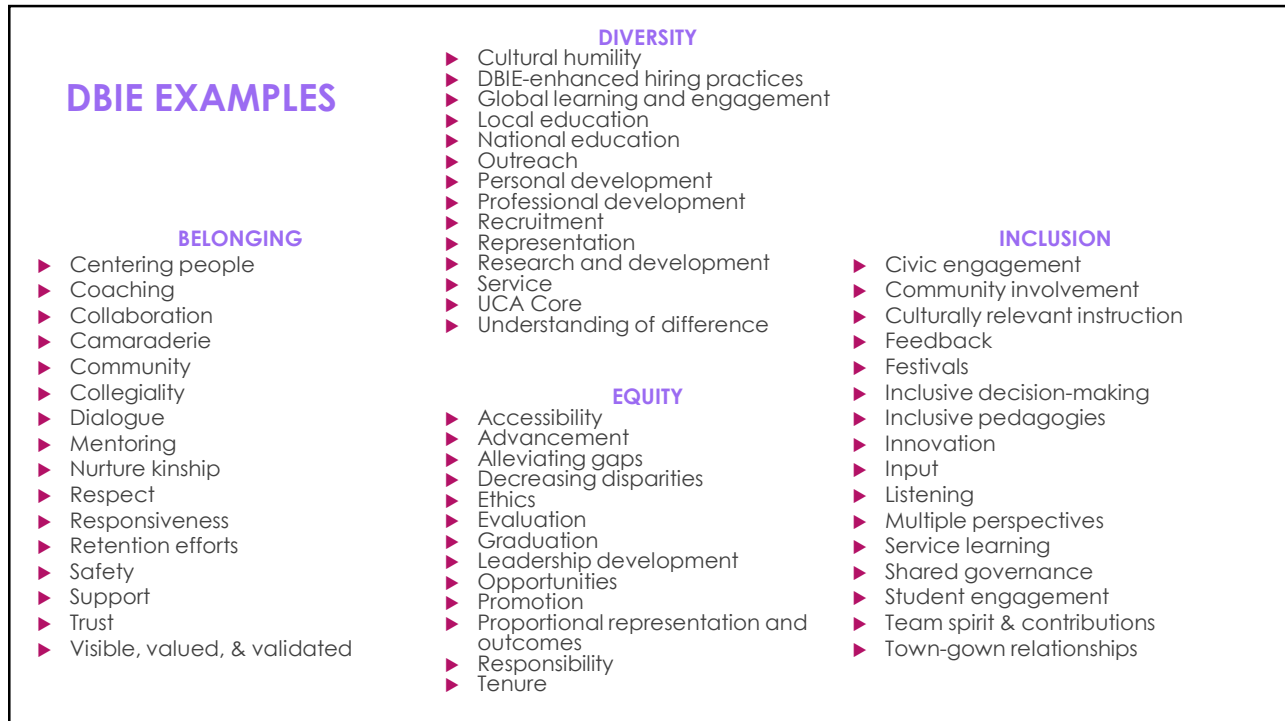 DBIE EXAMPLES
DIVERSITY
Cultural humility
DBIE-enhanced hiring practices
Global learning and engagement
Local education
National education
Outreach
Personal development
Professional development
Recruitment
Representation
Research and development
Service
UCA Core
Understanding of difference
BELONGING
Centering people
Coaching
Collaboration
Camaraderie
Community
Collegiality
Dialogue
Mentoring
Nurture kinship
Respect
Responsiveness
Retention efforts
Safety
Support
Trust
Visible, valued, & validated
EQUITY
Accessibility
Advancement
Alleviating gaps
Decreasing disparities
Ethics
Evaluation
Graduation
Leadership development
Opportunities
Promotion
Proportional representation and
outcomes
Responsibility
Tenure
INCLUSION
Civic engagement
Community involvement
Culturally relevant instruction
Feedback
Festivals
Inclusive decision-making
Inclusive pedagogies
Innovation
Input
Listening
Multiple perspectives
Service learning
Shared governance
Student engagement
Team spirit & contributions
Town-gown relationships